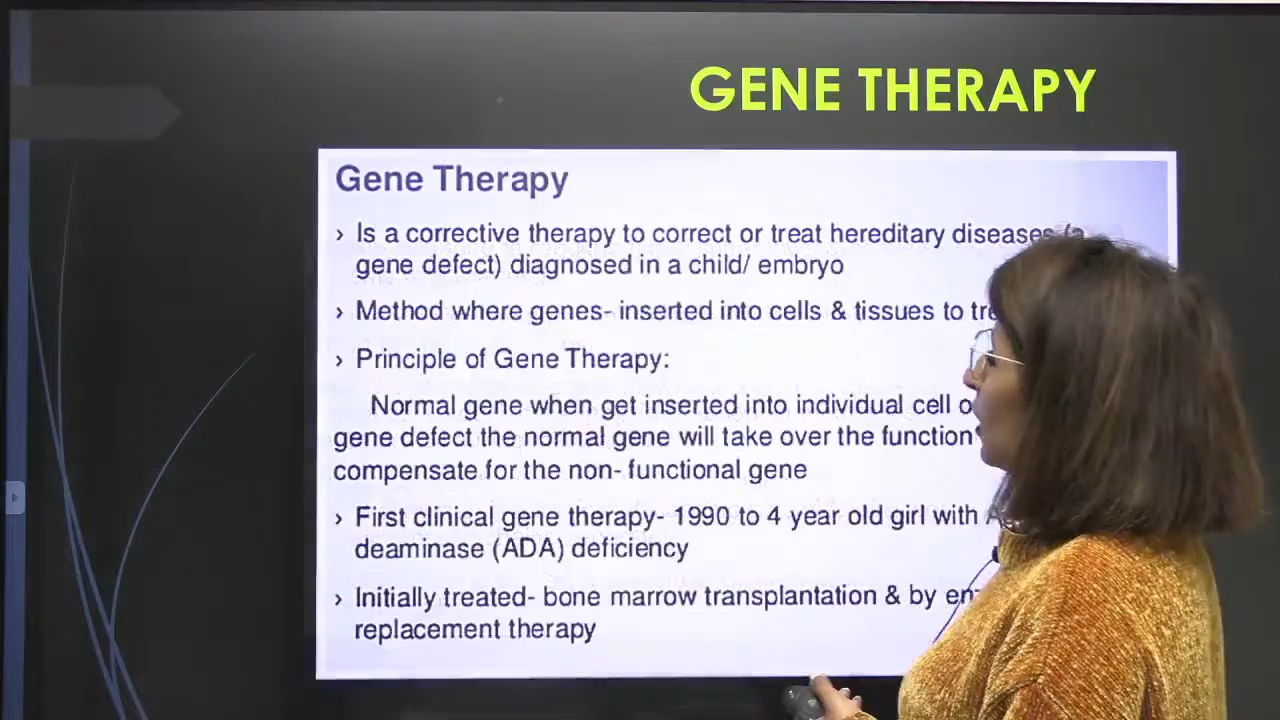 GENE THERAPY
Gene Therapy
› Is a corrective therapy to correct or treat hereditary diseases (a
gene defect) diagnosed in a child/ embryo
› Method where genes- inserted into cells & tissues to
› Principle of Gene Therapy:
Normal gene when get inserted into individual cell
gene defect the normal gene will take over the function
compensate for the non- functional gene
› First clinical gene therapy- 1990 to 4 year old girl with
deaminase (ADA) deficiency
› Initially treated- bone marrow transplantation & by
replacement therapy